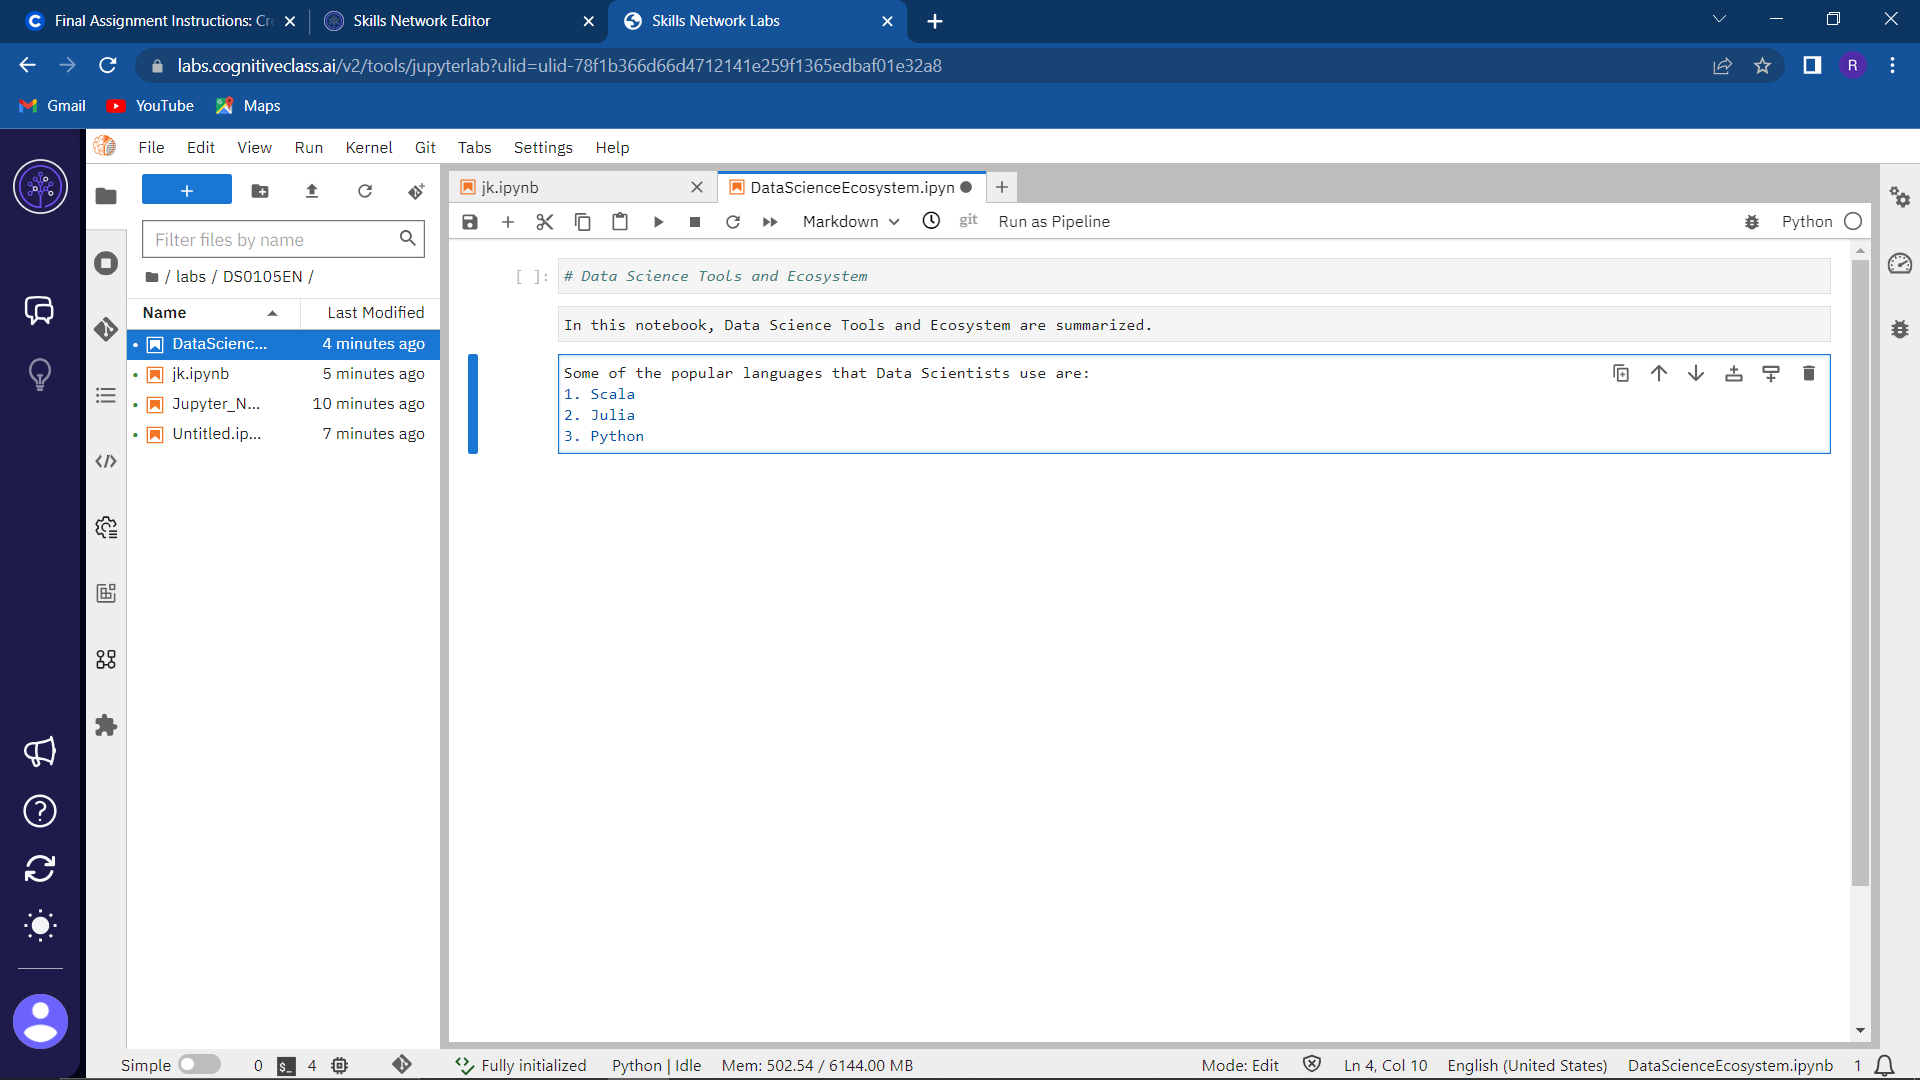 Final Assignment Instructions: Cr
Skills Network Editor
Skills Network Labs
labs.cognitiveclass.ai/v2/tools/jupyterlab?ulid=ulid-78f1b366d66d4712141e259f1365edbaf01e32a8
R
Gmail
YouTube
Maps
File Edit View Run Kernel Git Tabs Settings Help
jk.ipynb
DataScienceEcosystem.ipyn
Markdown
git
Run as Pipeline
Python
Filter files by name
/ labs / DS0105EN /
Name
Last Modified
DataScienc... 4 minutes ago
jk.ipynb 5 minutes ago
Jupyter_N... 10 minutes ago
Untitled.ip... 7 minutes ago
[ ]: # Data Science Tools and Ecosystem
In this notebook, Data Science Tools and Ecosystem are summarized.
Some of the popular languages that Data Scientists use are:
1. Scala
2. Julia
3. Python
Simple
0
$_
4
Fully initialized
Python | Idle
Mem: 502.54 / 6144.00 MB
Mode: Edit
Ln 4, Col 10
English (United States)
DataScienceEcosystem.ipynb
1